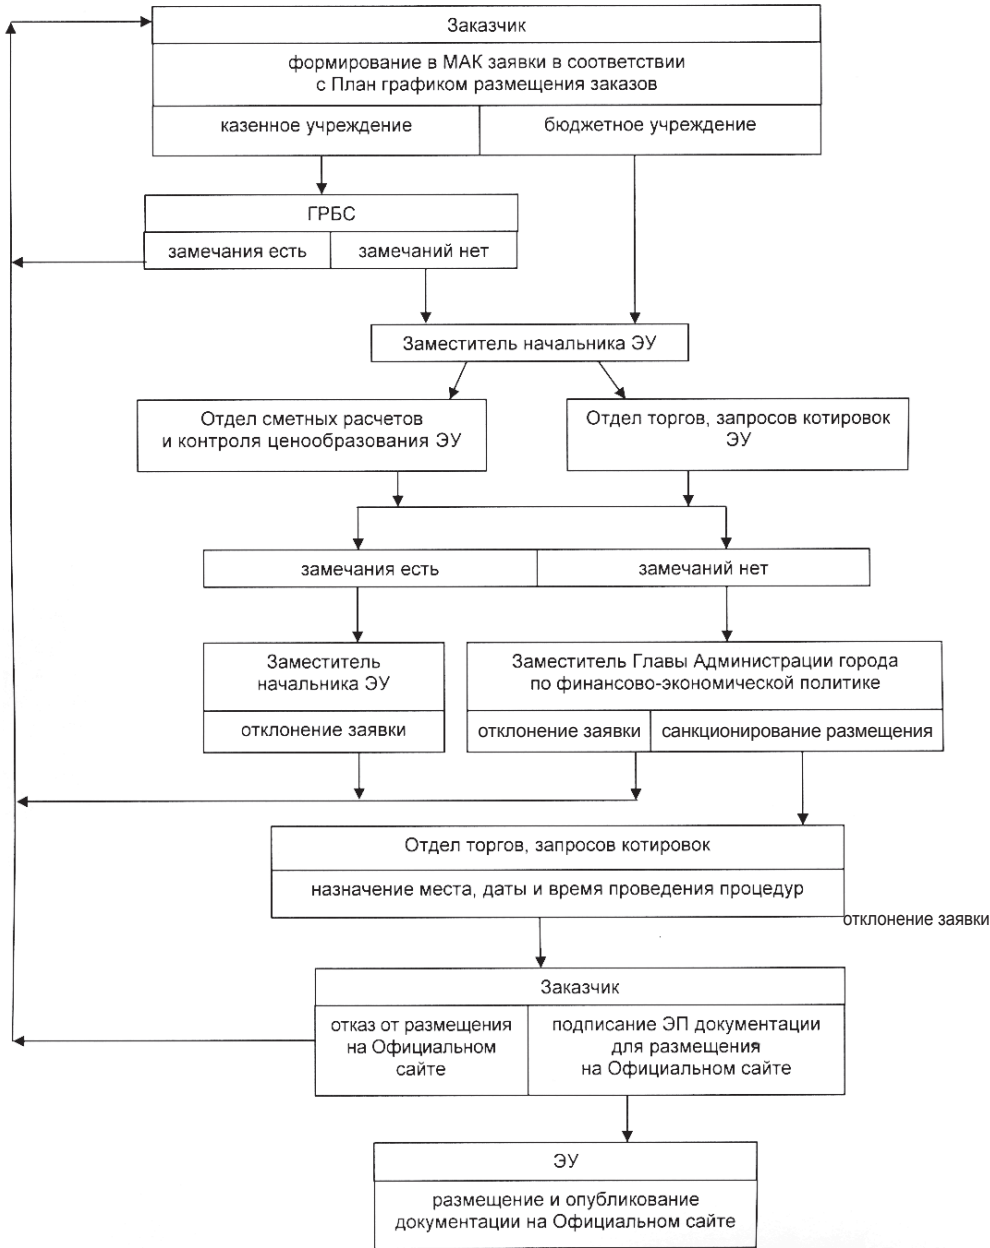 Заказчик
формирование в МАК заявки в соответствии
с План графиком размещения заказов
казенное учреждение
бюджетное учреждение
ГРБС
замечания есть
замечаний нет
Заместитель начальника ЭУ
Отдел сметных расчетов
и контроля ценообразования ЭУ
Отдел торгов, запросов котировок
ЭУ
замечания есть
замечаний нет
Заместитель
начальника ЭУ
отклонение заявки
Заместитель Главы Администрации города
по финансово-экономической политике
отклонение заявки
санкционирование размещения
Отдел торгов, запросов котировок
назначение места, даты и время проведения процедур
отклонение заявки
Заказчик
отказ от размещения
на Официальном
сайте
подписание ЭП документации
для размещения
на Официальном сайте
ЭУ
размещение и опубликование
документации на Официальном сайте